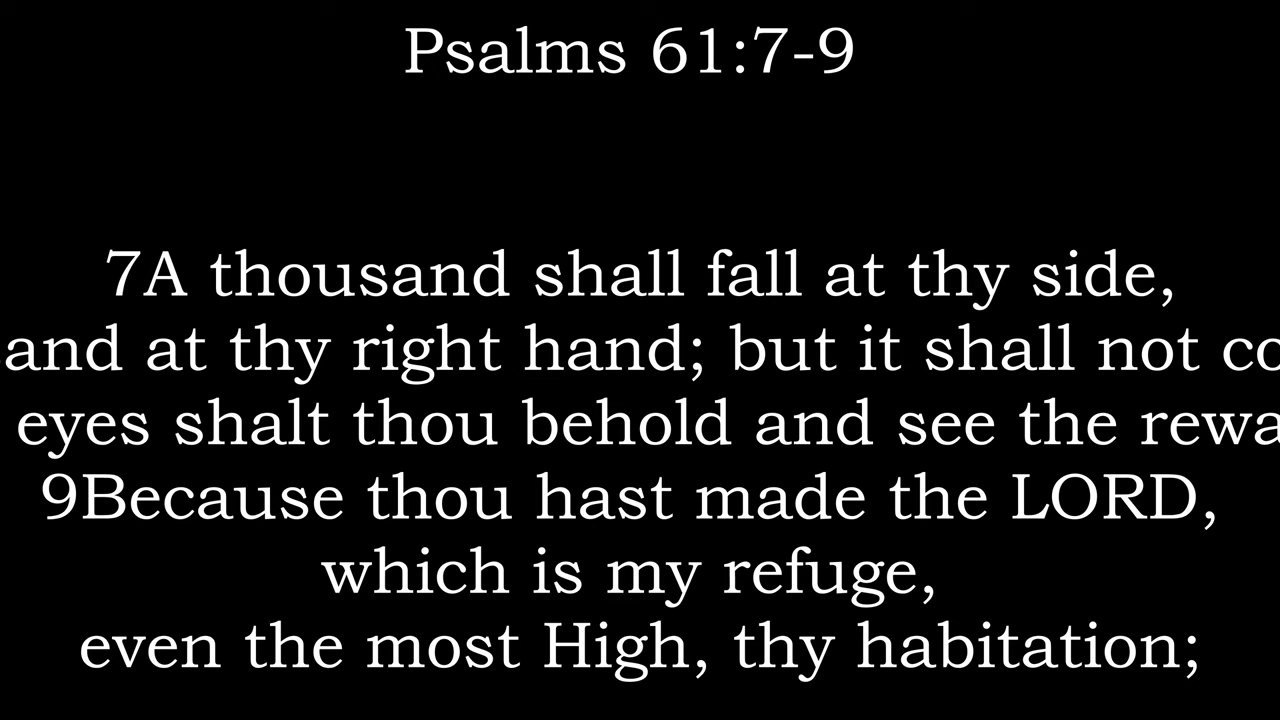 Psalms 61:7-9
7A thousand shall fall at thy side,
and at thy right hand; but it shall not
eyes shalt thou behold and see the
9Because thou hast made the LORD,
which is my refuge,
even the most High, thy habitation;